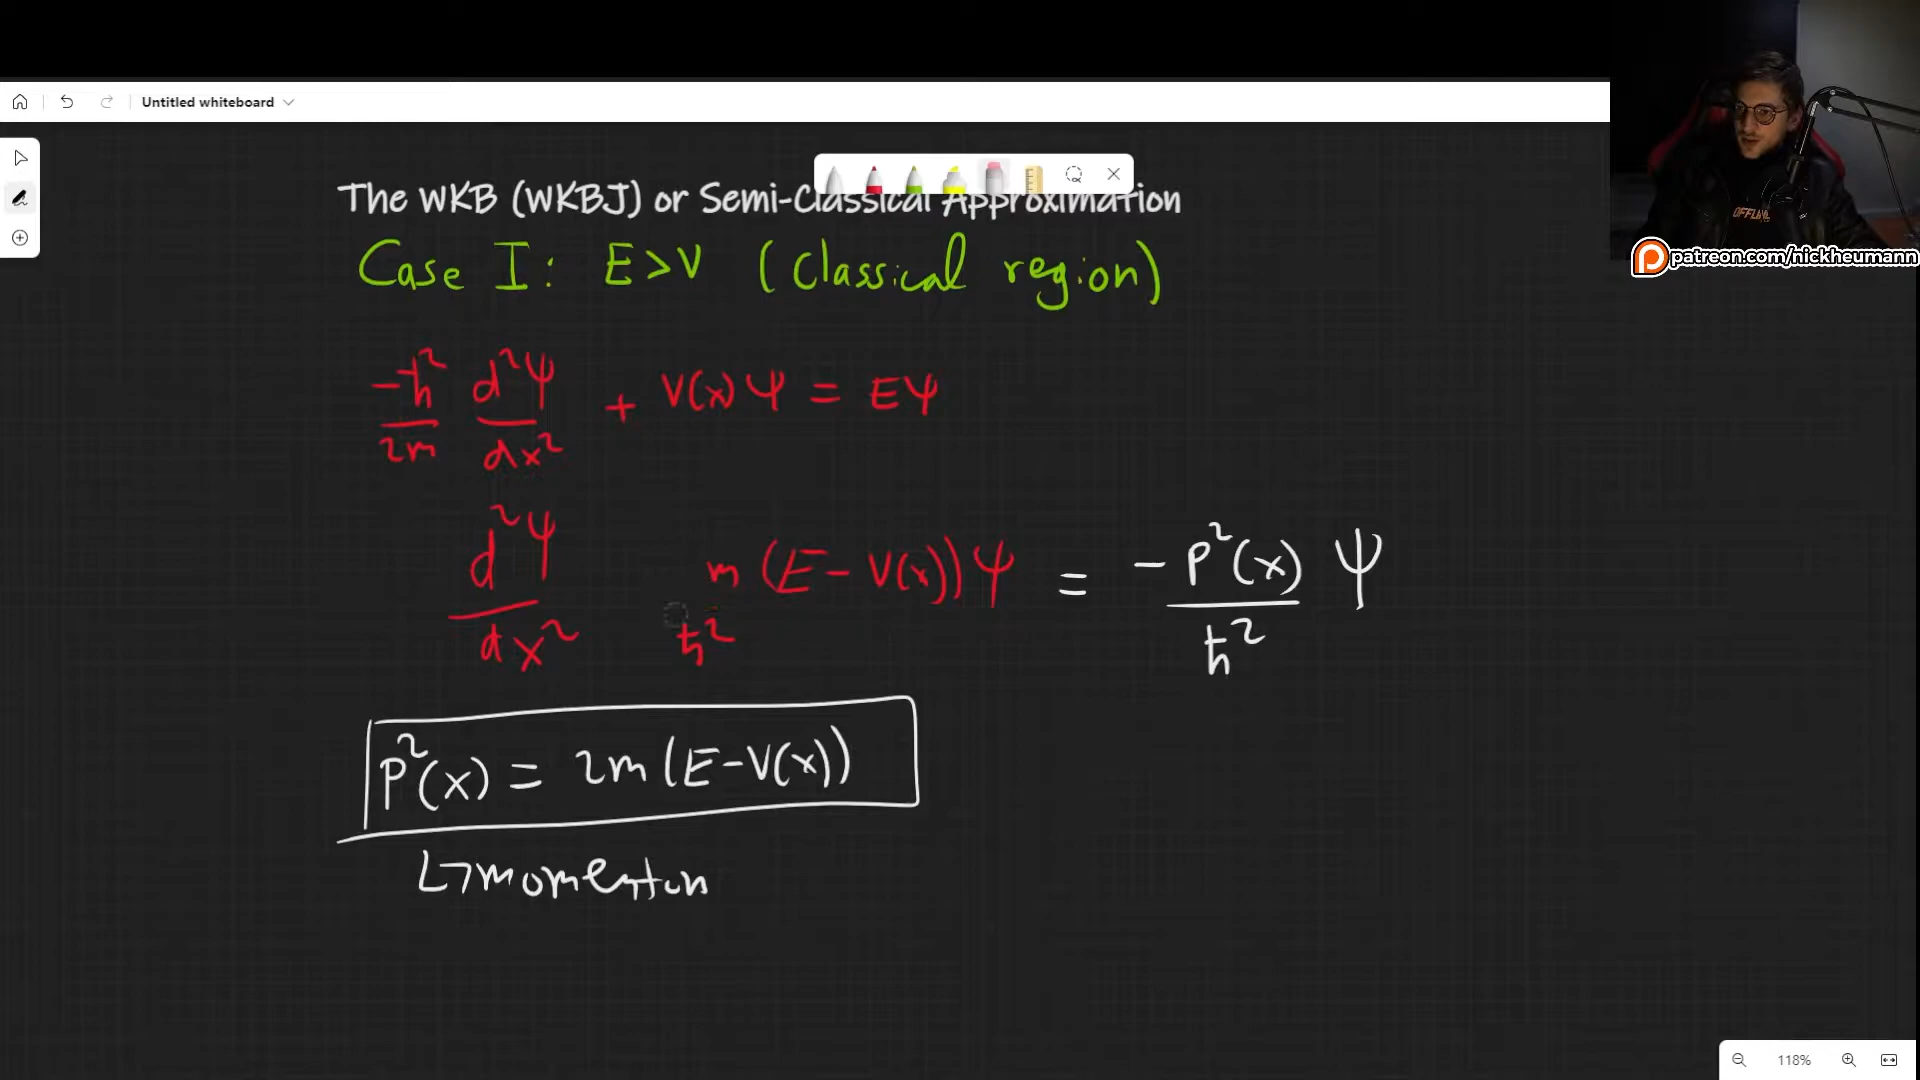 Untitled whiteboard
OFFLINE
patreon.com/nickheumann
The WKB (WKBJ) or Semi-Classical Approximation
Case I: E>V (Classical region)
-ħ²/2m d²ψ/dx² + V(x)ψ = Eψ
d²ψ/dx² m(E-V(x))ψ/ħ² = -P²(x)/ħ² ψ
P²(x) = 2m(E-V(x))
↳momentum
118%